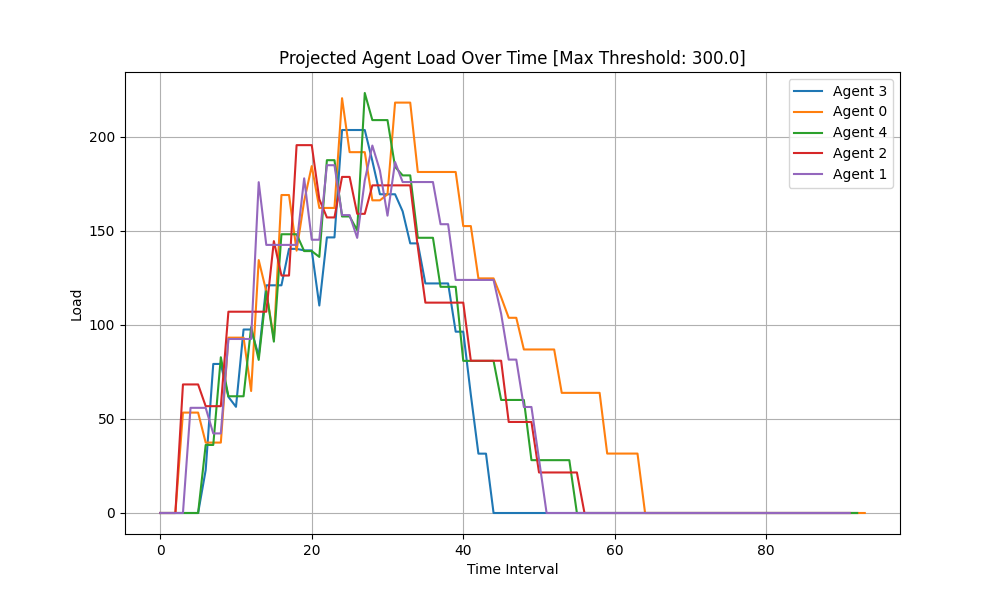 Projected Agent Load Over Time [Max Threshold: 300.0]
Agent 3
Agent 0
Agent 4
Agent 2
Agent 1
Load
200
150
100
50
0
0 20 40 60 80
Time Interval